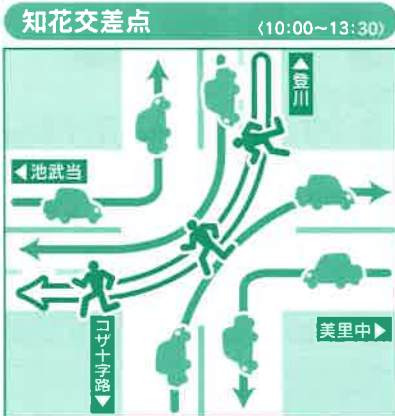 知花交差点
〈10:00～13:30〉
▲登川
◀池武当
美里中▶
コザ十字路▼